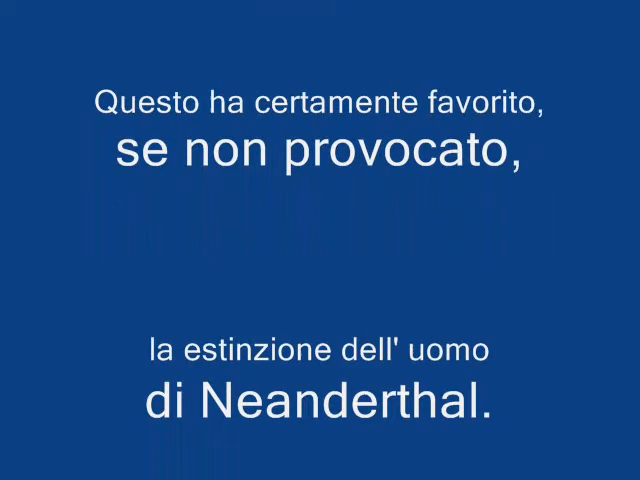 Questo ha certamente favorito,
se non provocato,
la estinzione dell' uomo
di Neanderthal.